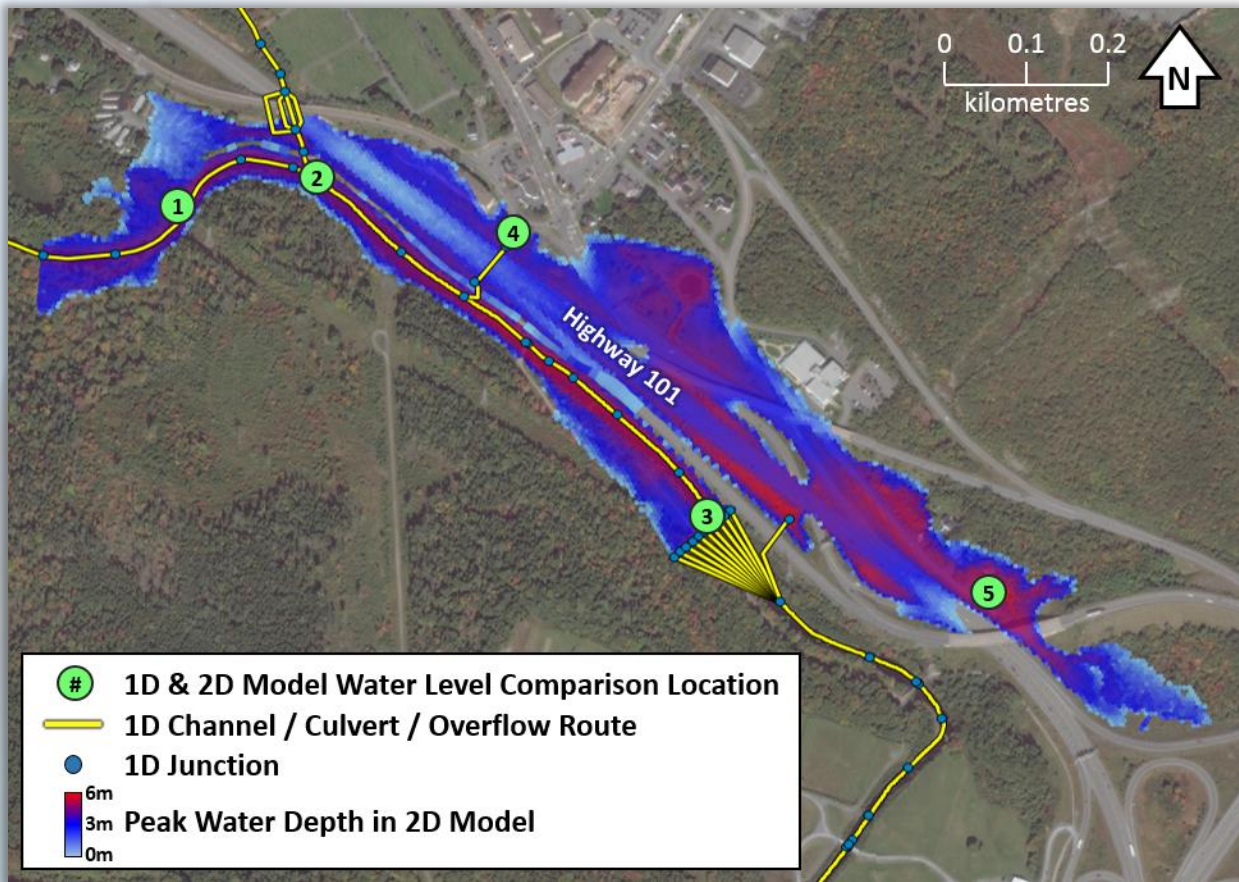 0 0.1 0.2
kilometres
N
1
2
4
Highway 101
3
5
# 1D & 2D Model Water Level Comparison Location
1D Channel / Culvert / Overflow Route
1D Junction
6m
3m Peak Water Depth in 2D Model
0m